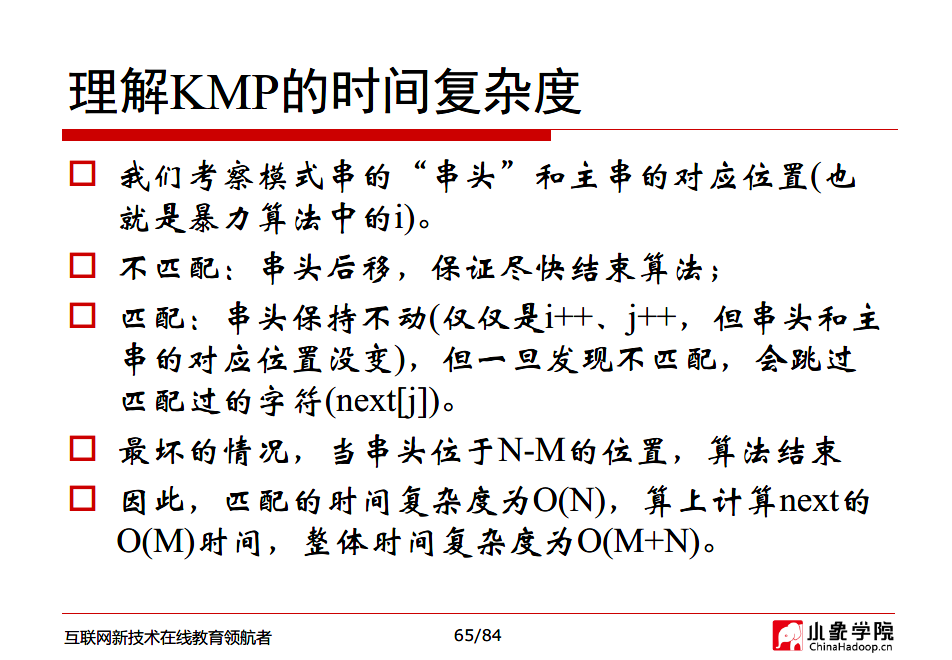 理解KMP的时间复杂度
我们考察模式串的“串头”和主串的对应位置(也
就是暴力算法中的i)。
不匹配：串头后移，保证尽快结束算法；
匹配：串头保持不动(仅仅是i++、j++，但串头和主
串的对应位置没变)，但一旦发现不匹配，会跳过
匹配过的字符(next[j])。
最坏的情况，当串头位于N-M的位置，算法结束
因此，匹配的时间复杂度为O(N)，算上计算next的
O(M)时间，整体时间复杂度为O(M+N)。
互联网新技术在线教育领航者
65/84
小象学院
ChinaHadoop.cn